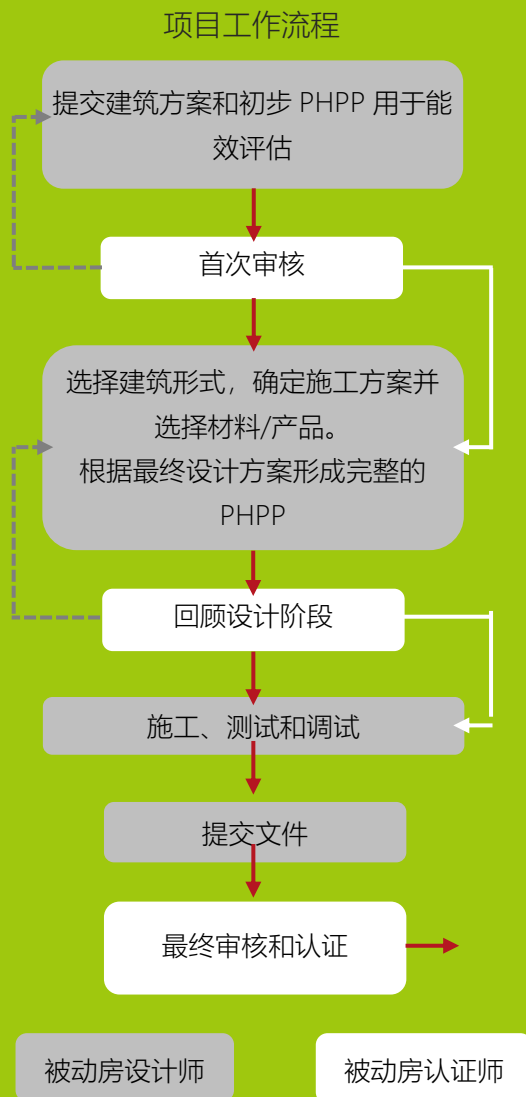 项目工作流程
提交建筑方案和初步 PHPP 用于能
效评估
首次审核
选择建筑形式，确定施工方案并
选择材料/产品。
根据最终设计方案形成完整的
PHPP
回顾设计阶段
施工、测试和调试
提交文件
最终审核和认证
被动房设计师
被动房认证师